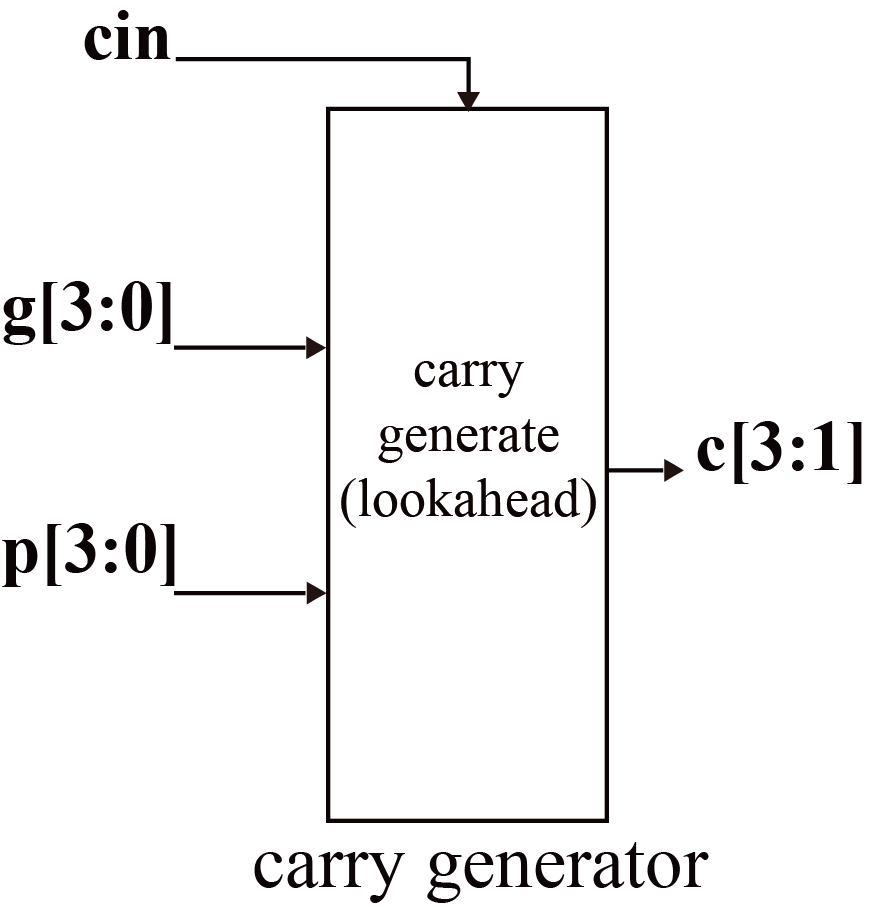 cin
g[3:0]
carry
generate
(lookahead)
c[3:1]
p[3:0]
carry generator